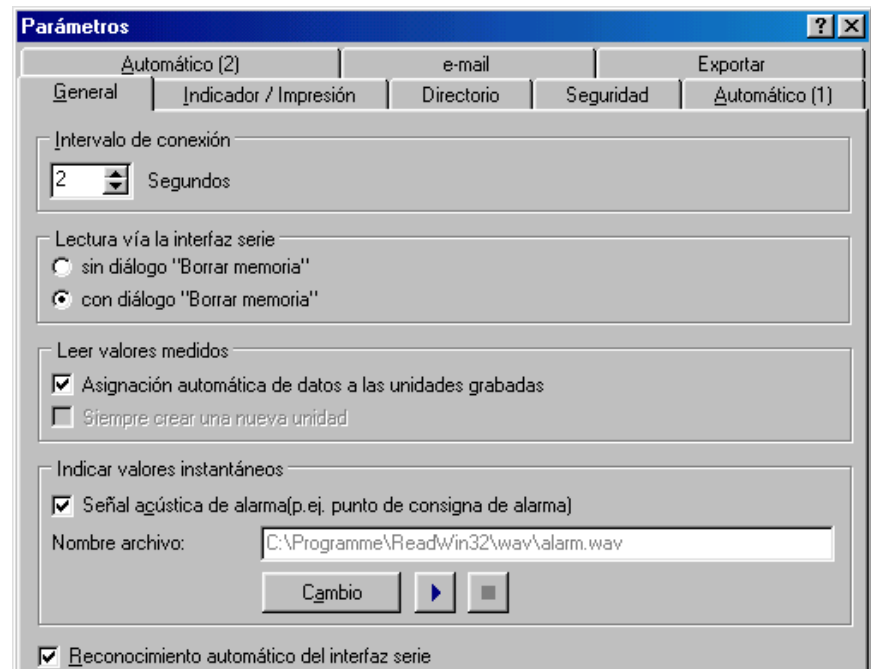 Parámetros
Automático (2) e-mail Exportar
General Indicador / Impresión Directorio Seguridad Automático (1)
Intervalo de conexión
2 Segundos
Lectura vía la interfaz serie
sin diálogo "Borrar memoria"
con diálogo "Borrar memoria"
Leer valores medidos
Asignación automática de datos a las unidades grabadas
Siempre crear una nueva unidad
Indicar valores instantáneos
Señál acústica de alarma(p.ej. punto de consigna de alarma)
Nombre archivo: C:\Programme\ReadWin32\wav\alarm.wav
Cambio
Reconocimiento automático del interfaz serie